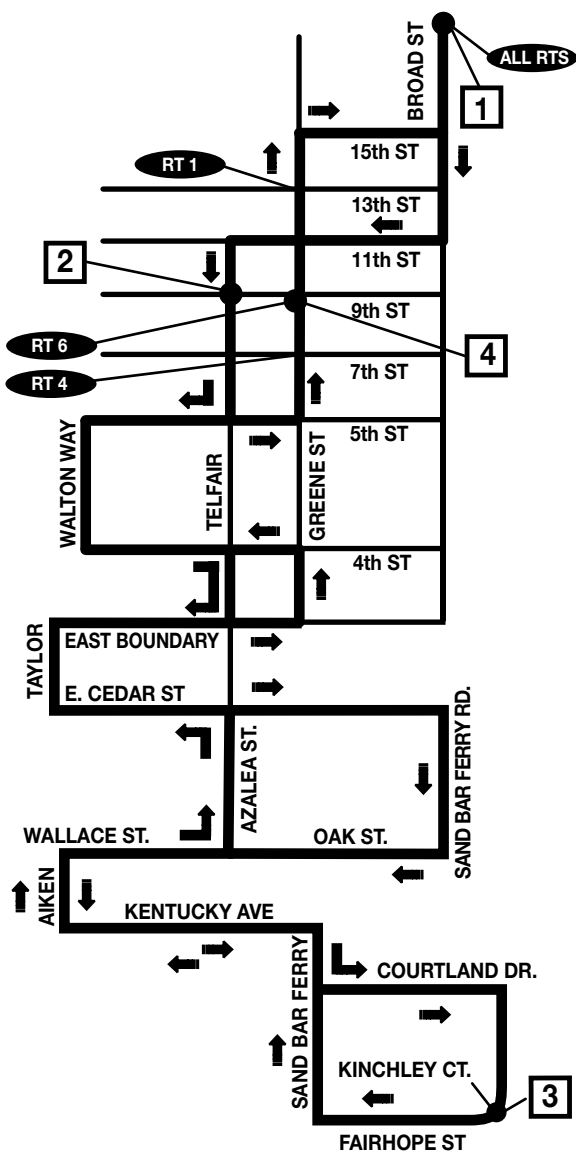 ALL RTS
BROAD ST
1
15th ST
RT 1
13th ST
2
11th ST
9th ST
RT 6
4
7th ST
RT 4
5th ST
WALTON WAY
TELFAIR
GREENE ST
4th ST
TAYLOR
EAST BOUNDARY
E. CEDAR ST
AZALEA ST.
SAND BAR FERRY RD.
WALLACE ST.
OAK ST.
AIKEN
KENTUCKY AVE
SAND BAR FERRY
COURTLAND DR.
KINCHLEY CT.
3
FAIRHOPE ST